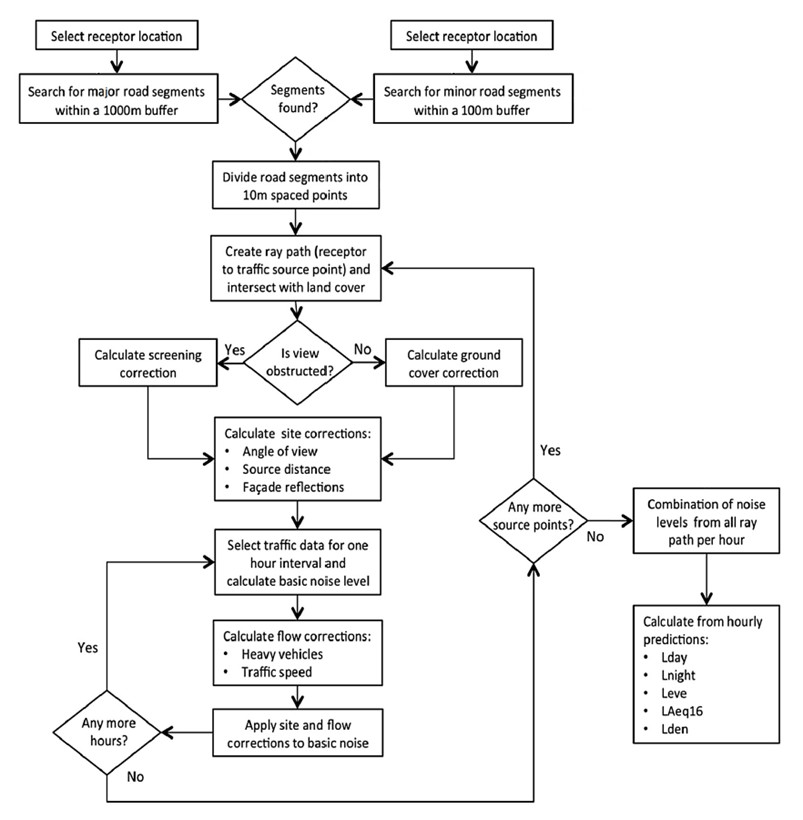 Select receptor location
Select receptor location
Search for major road segments
within a 1000m buffer
Segments
found?
Search for minor road segments
within a 100m buffer
Divide road segments into
10m spaced points
Create ray path (receptor
to traffic source point) and
intersect with land cover
Calculate screening
correction
Yes
Is view
obstructed?
No
Calculate ground
cover correction
Calculate site corrections:
• Angle of view
• Source distance
• Façade reflections
Yes
Any more
source points?
No
Combination of noise
levels from all ray
path per hour
Select traffic data for one
hour interval and
calculate basic noise level
Yes
Calculate flow corrections:
• Heavy vehicles
• Traffic speed
Calculate from hourly
predictions:
• Lday
• Lnight
• Leve
• LAeq16
• Lden
Any more
hours?
Apply site and flow
corrections to basic noise
No